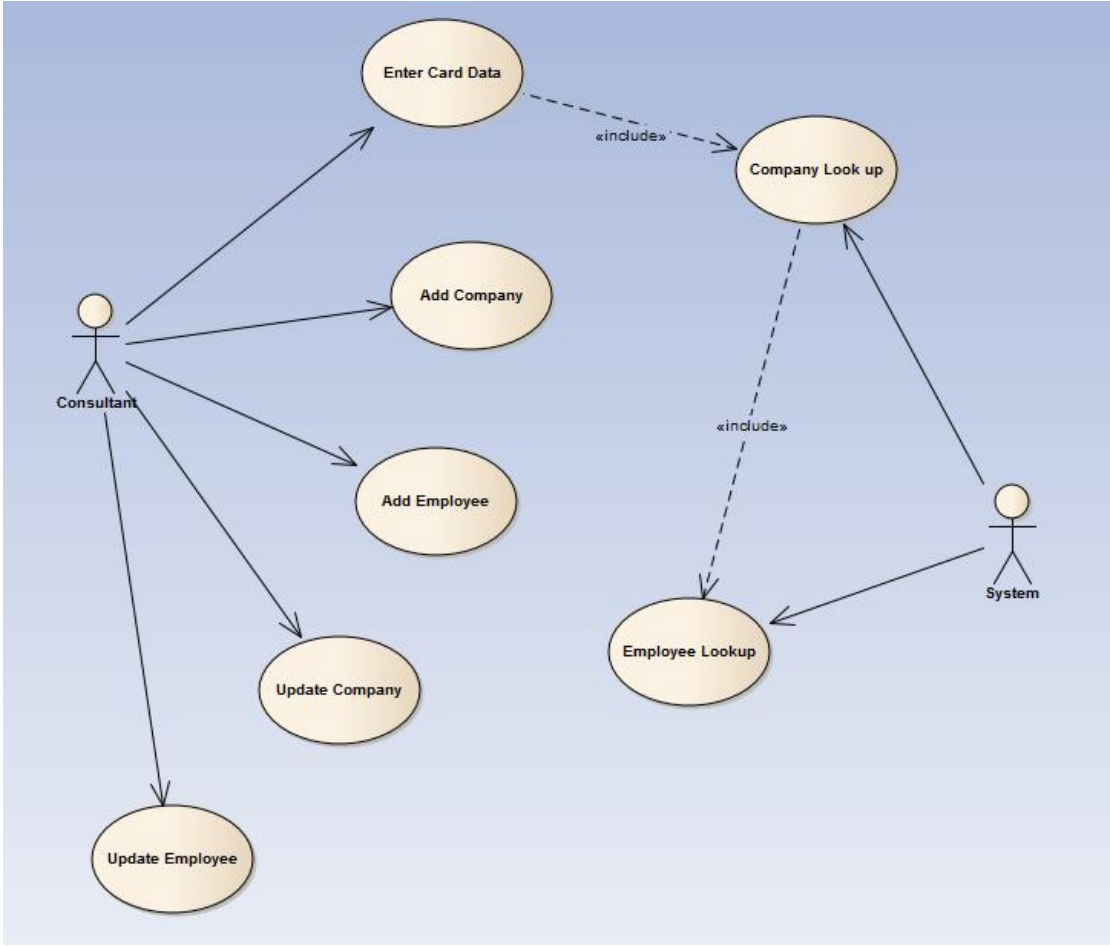 Enter Card Data
«include»
Company Look up
Add Company
Consultant
«include»
Add Employee
System
Employee Lookup
Update Company
Update Employee